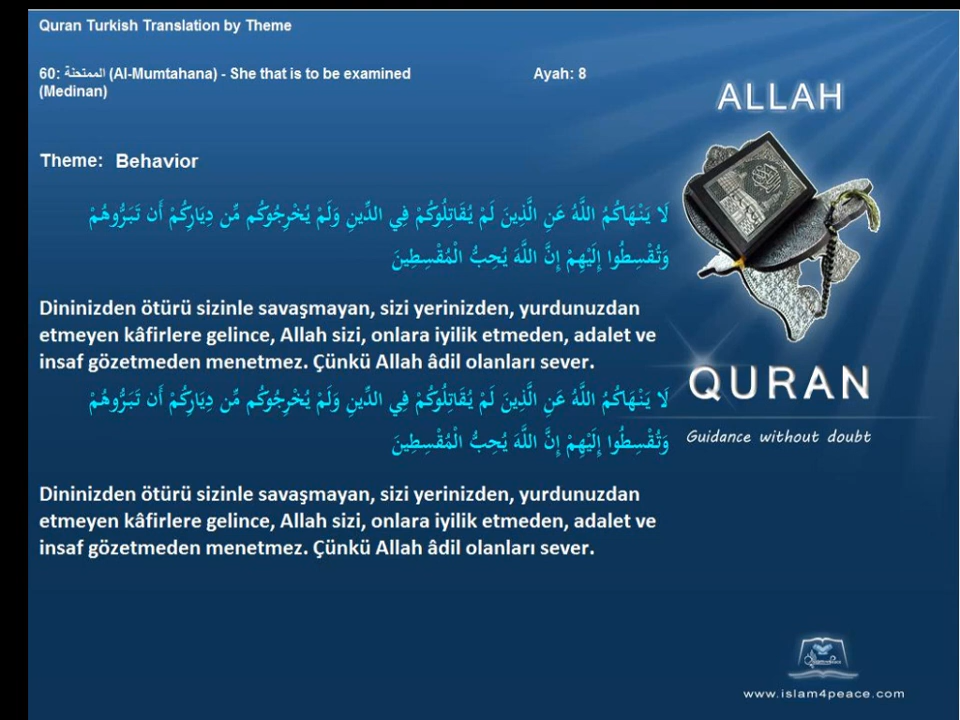 Quran Turkish Translation by Theme
60: الممتحنة (Al-Mumtahana) - She that is to be examined
(Medinan)
Ayah: 8
ALLAH
Theme: Behavior
لَا يَنْهَاكُمُ اللَّهُ عَنِ الَّذِينَ لَمْ يُقَاتِلُوكُمْ فِي الدِّينِ وَلَمْ يُخْرِجُوكُم مِّن دِيَارِكُمْ أَن تَبَرُّوهُمْ
وَتُقْسِطُوا إِلَيْهِمْ إِنَّ اللَّهَ يُحِبُّ الْمُقْسِطِينَ
Dininizden ötürü sizinle savaşmayan, sizi yerinizden, yurdunuzdan
etmeyen kâfirlere gelince, Allah sizi, onlara iyilik etmeden, adalet ve
insaf gözetmeden menetmez. Çünkü Allah âdil olanları sever.
لَا يَنْهَاكُمُ اللَّهُ عَنِ الَّذِينَ لَمْ يُقَاتِلُوكُمْ فِي الدِّينِ وَلَمْ يُخْرِجُوكُم مِّن دِيَارِكُمْ أَن تَبَرُّوهُمْ
وَتُقْسِطُوا إِلَيْهِمْ إِنَّ اللَّهَ يُحِبُّ الْمُقْسِطِينَ
Dininizden ötürü sizinle savaşmayan, sizi yerinizden, yurdunuzdan
etmeyen kâfirlere gelince, Allah sizi, onlara iyilik etmeden, adalet ve
insaf gözetmeden menetmez. Çünkü Allah âdil olanları sever.
QURAN
Guidance without doubt
www.islam4peace.com